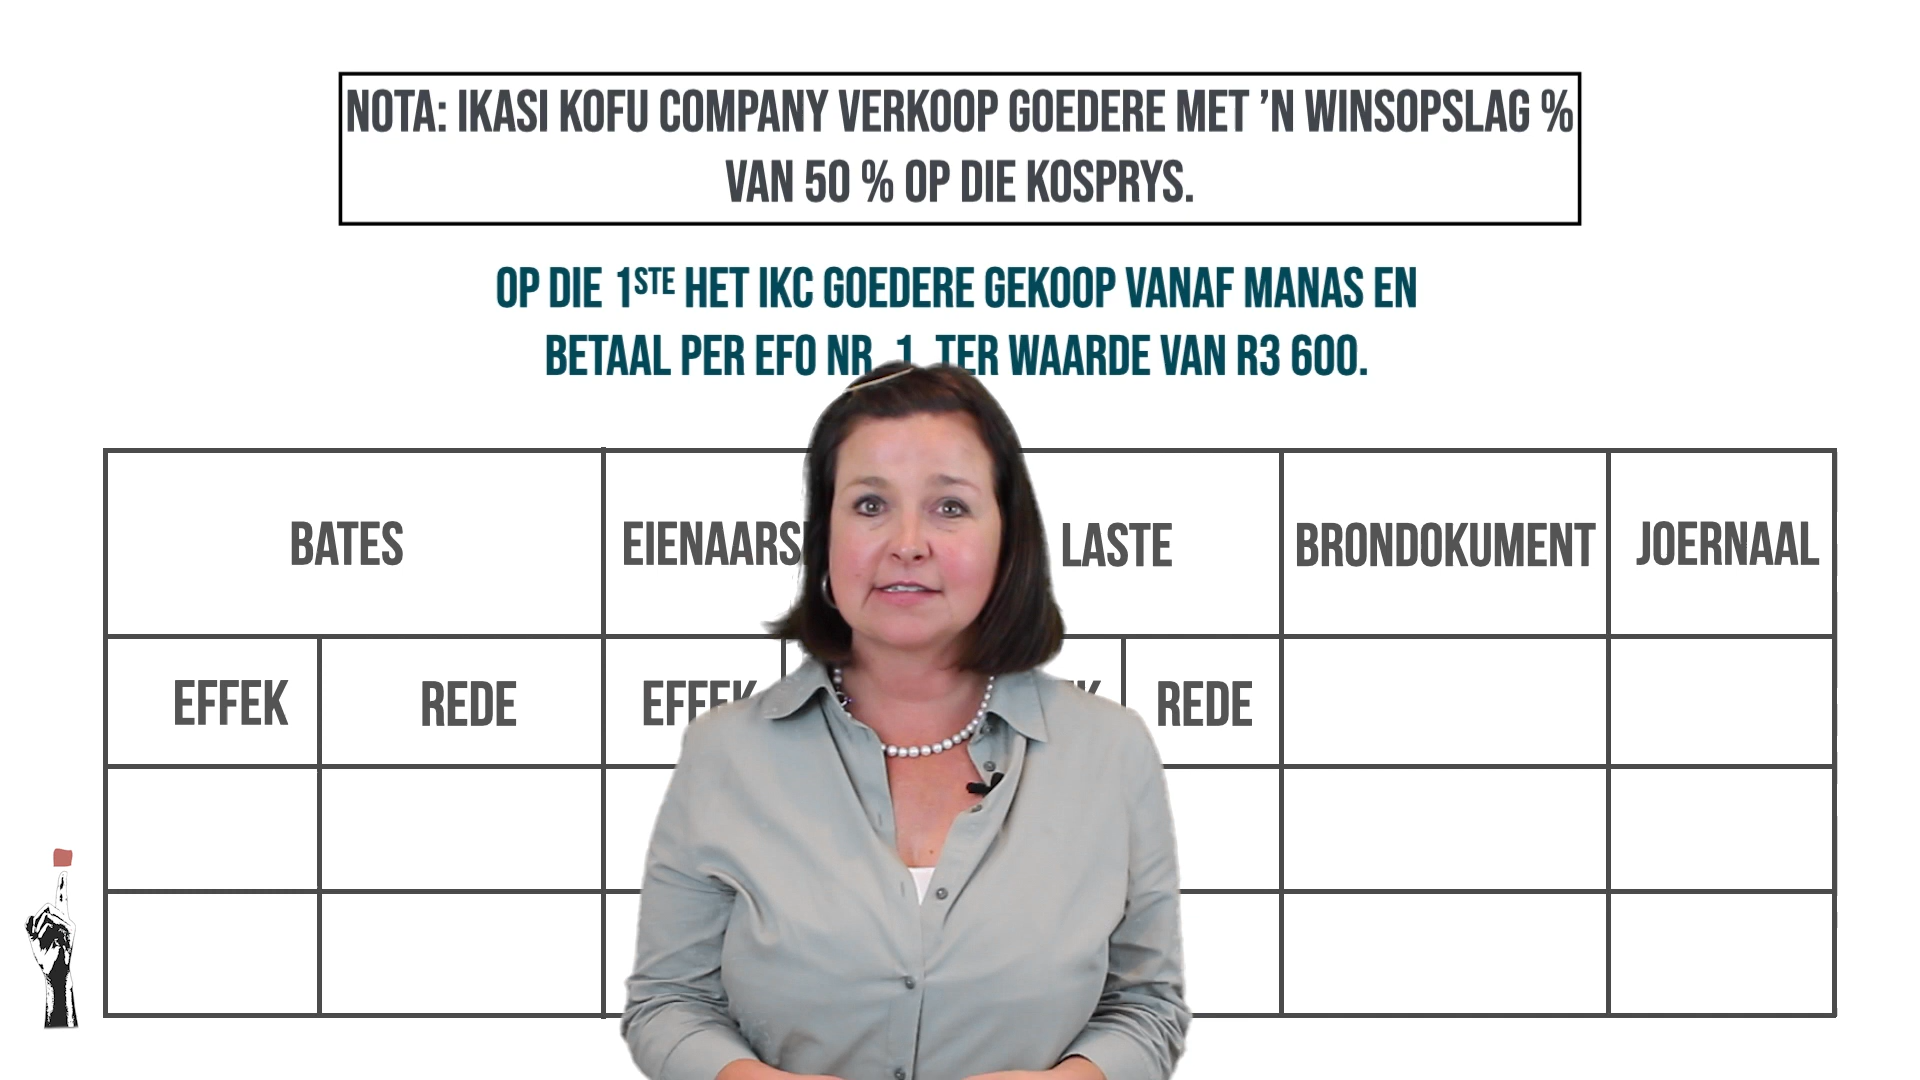 NOTA: IKASI KOFU COMPANY VERKOOP GOEDERE MET ’N WINSOPSLAG %
VAN 50 % OP DIE KOSPRYS.
OP DIE 1STE HET IKC GOEDERE GEKOOP VANAF MANAS EN
BETAAL PER EFO NR. 1 TER WAARDE VAN R3 600.
BATES LASTE BRONDOKUMENT JOERNAAL
EFFEK REDE REDE